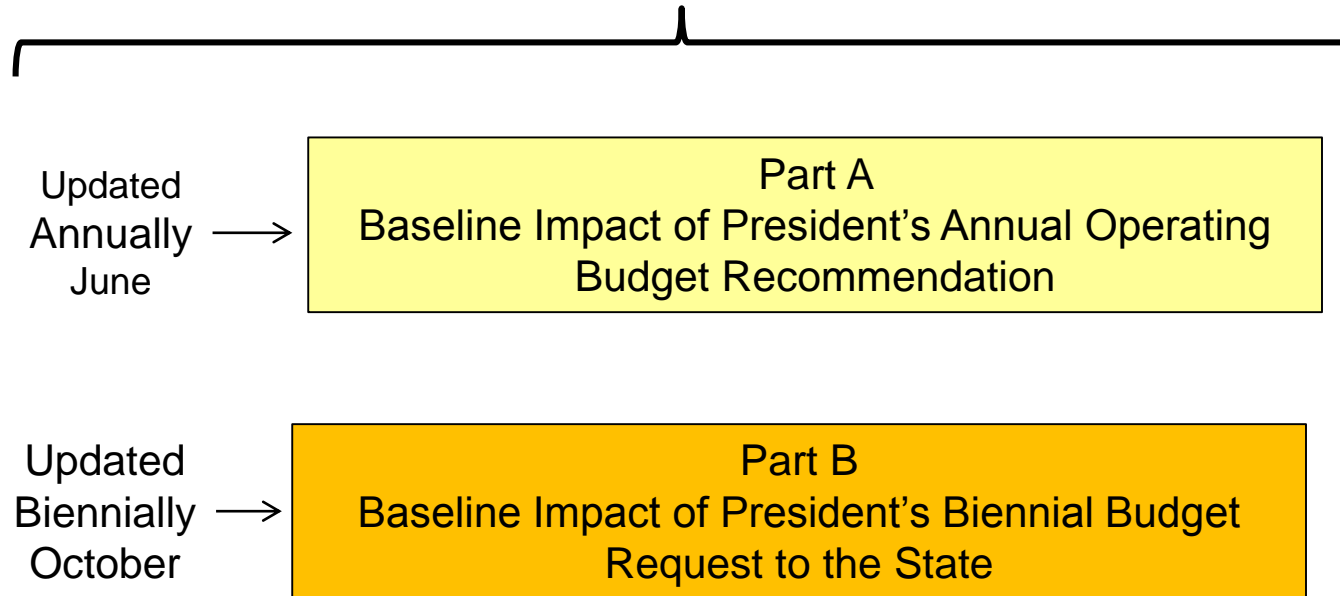 Updated
Annually
June
Part A
Baseline Impact of President’s Annual Operating
Budget Recommendation
Updated
Biennially
October
Part B
Baseline Impact of President’s Biennial Budget
Request to the State